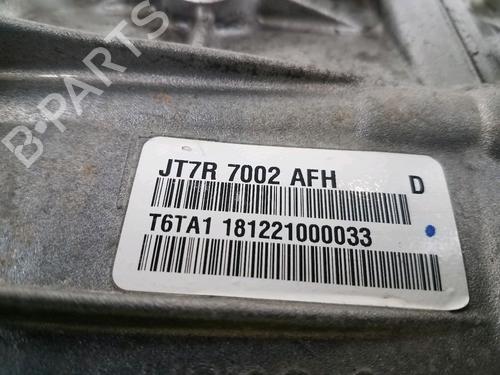 B-PARTS
JT7R 7002 AFH D
T6TA1 181221000033